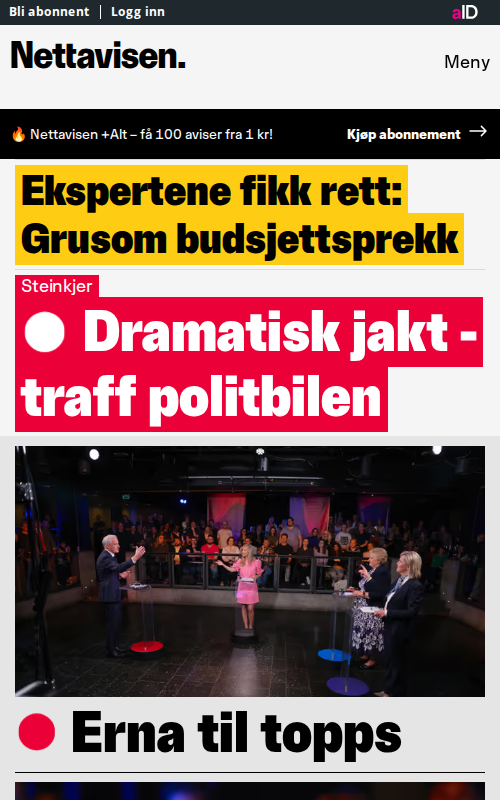 Bli abonnent | Logg inn
aID
Nettavisen.
Meny
🔥 Nettavisen +Alt – få 100 aviser fra 1 kr!
Kjøp abonnement →
Ekspertene fikk rett:
Grusom budsjettsprekk
Steinkjer
Dramatisk jakt -
traff politbilen
Erna til topps